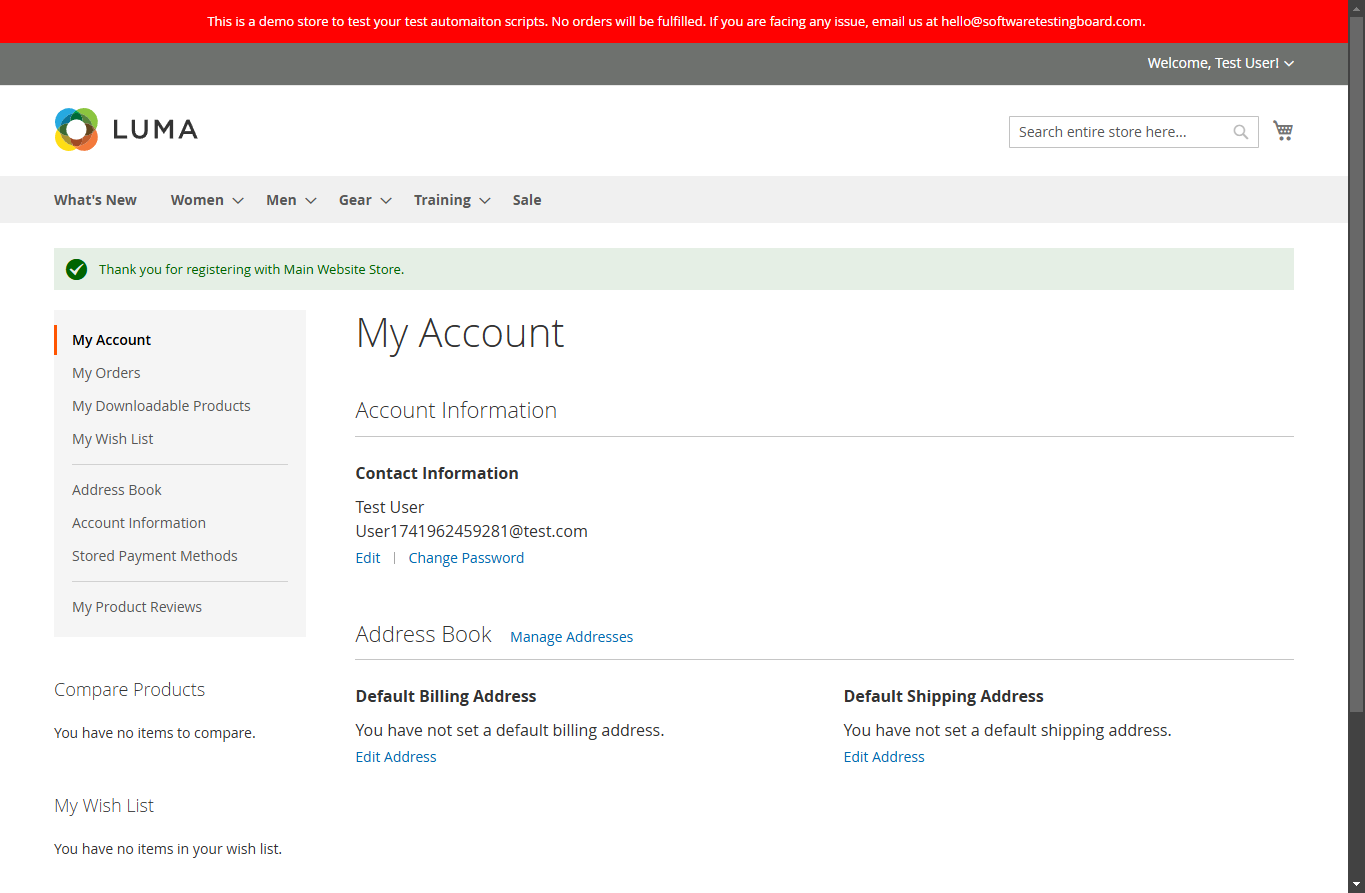 This is a demo store to test your test automaiton scripts. No orders will be fulfilled. If you are facing any issue, email us at hello@softwaretestingboard.com.
Welcome, Test User!
LUMA
Search entire store here...
What's New Women Men Gear Training Sale
Thank you for registering with Main Website Store.
My Account
My Orders
My Downloadable Products
My Wish List
Address Book
Account Information
Stored Payment Methods
My Product Reviews
Compare Products
You have no items to compare.
My Wish List
You have no items in your wish list.
My Account
Account Information
Contact Information
Test User
User1741962459281@test.com
Edit | Change Password
Address Book Manage Addresses
Default Billing Address
You have not set a default billing address.
Edit Address
Default Shipping Address
You have not set a default shipping address.
Edit Address